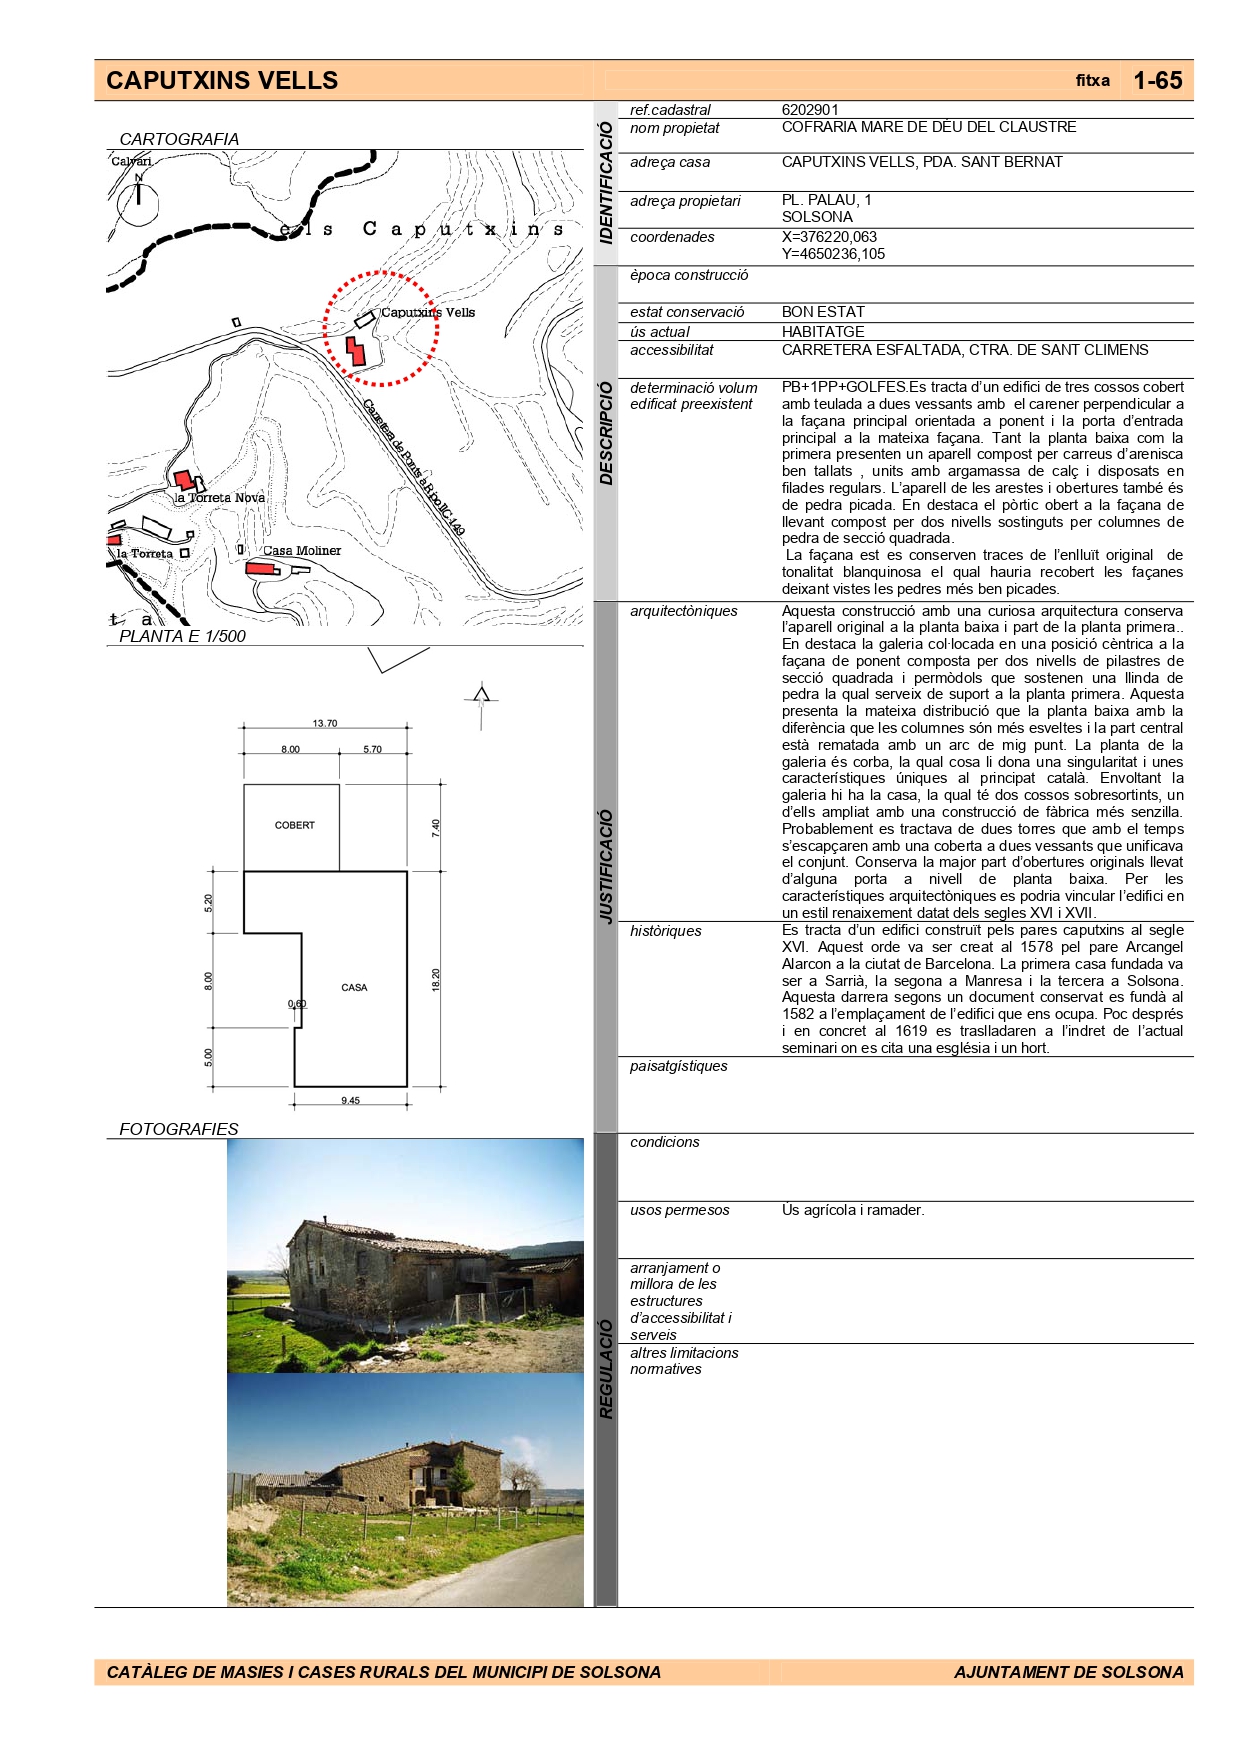 CAPUTXINS VELLS
fitxa 1-65
CARTOGRAFIA
Calvari
N
els Caputxins
Caputxins Vells
Carretera de Ponts a Ripoll C 149
la Torreta Nova
la Torreta
Casa Moliner
t a
PLANTA E 1/500
N
13.70
8.00
5.70
COBERT
7.40
5.20
8.00
0,60
CASA
18.20
5.00
9.45
FOTOGRAFIES
IDENTIFICACIÓ
ref.cadastral 6202901
nom propietat COFRARIA MARE DE DÉU DEL CLAUSTRE
adreça casa CAPUTXINS VELLS, PDA. SANT BERNAT
adreça propietari PL. PALAU, 1
SOLSONA
coordenades X=376220,063
Y=4650236,105
DESCRIPCIÓ
època construcció
estat conservació BON ESTAT
ús actual HABITATGE
accessibilitat CARRETERA ESFALTADA, CTRA. DE SANT CLIMENS
determinació volum
edificat preexistent
PB+1PP+GOLFES.Es tracta d’un edifici de tres cossos cobert
amb teulada a dues vessants amb el carener perpendicular a
la façana principal orientada a ponent i la porta d’entrada
principal a la mateixa façana. Tant la planta baixa com la
primera presenten un aparell compost per carreus d’arenisca
ben tallats , units amb argamassa de calç i disposats en
filades regulars. L’aparell de les arestes i obertures també és
de pedra picada. En destaca el pòrtic obert a la façana de
llevant compost per dos nivells sostinguts per columnes de
pedra de secció quadrada.
La façana est es conserven traces de l’enlluït original de
tonalitat blanquinosa el qual hauria recobert les façanes
deixant vistes les pedres més ben picades.
JUSTIFICACIÓ
arquitectòniques
Aquesta construcció amb una curiosa arquitectura conserva
l’aparell original a la planta baixa i part de la planta primera..
En destaca la galeria col·locada en una posició cèntrica a la
façana de ponent composta per dos nivells de pilastres de
secció quadrada i permòdols que sostenen una llinda de
pedra la qual serveix de suport a la planta primera. Aquesta
presenta la mateixa distribució que la planta baixa amb la
diferència que les columnes són més esveltes i la part central
està rematada amb un arc de mig punt. La planta de la
galeria és corba, la qual cosa li dona una singularitat i unes
característiques úniques al principat català. Envoltant la
galeria hi ha la casa, la qual té dos cossos sobresortints, un
d’ells ampliat amb una construcció de fàbrica més senzilla.
Probablement es tractava de dues torres que amb el temps
s’escapçaren amb una coberta a dues vessants que unificava
el conjunt. Conserva la major part d’obertures originals llevat
d’alguna porta a nivell de planta baixa. Per les
característiques arquitectòniques es podria vincular l’edifici en
un estil renaixement datat dels segles XVI i XVII.
històriques
Es tracta d’un edifici construït pels pares caputxins al segle
XVI. Aquest orde va ser creat al 1578 pel pare Arcangel
Alarcon a la ciutat de Barcelona. La primera casa fundada va
ser a Sarrià, la segona a Manresa i la tercera a Solsona.
Aquesta darrera segons un document conservat es fundà al
1582 a l’emplaçament de l’edifici que ens ocupa. Poc després
i en concret al 1619 es traslladaren a l’indret de l’actual
seminari on es cita una església i un hort.
paisatgístiques
REGULACIÓ
condicions
usos permesos Ús agrícola i ramader.
arranjament o
millora de les
estructures
d’accessibilitat i
serveis
altres limitacions
normatives
CATÀLEG DE MASIES I CASES RURALS DEL MUNICIPI DE SOLSONA
AJUNTAMENT DE SOLSONA